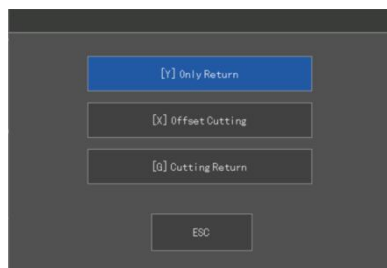 [Y] Only Return
[X] Offset Cutting
[G] Cutting Return
ESC